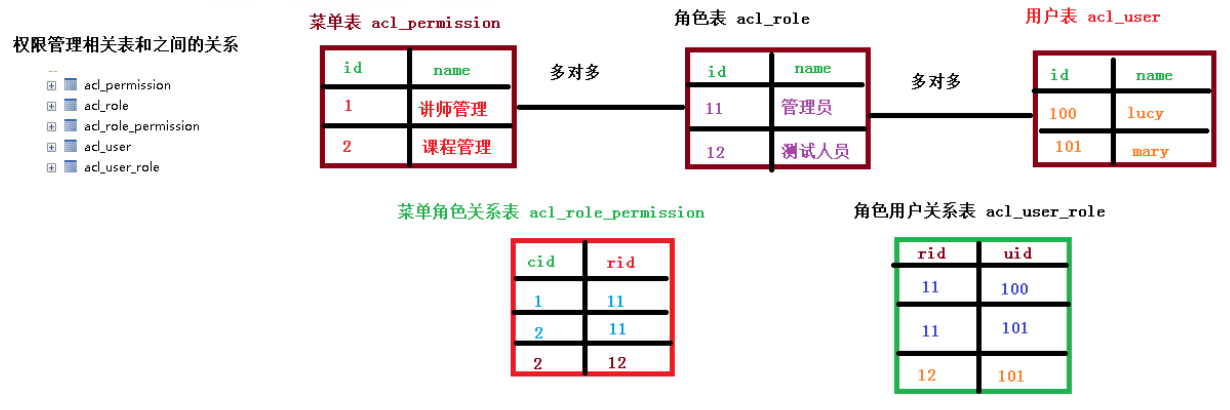 权限管理相关表和之间的关系
acl_permission
acl_role
acl_role_permission
acl_user
acl_user_role
菜单表 acl_permission
id name
1 讲师管理
2 课程管理
多对多
角色表 acl_role
id name
11 管理员
12 测试人员
多对多
用户表 acl_user
id name
100 lucy
101 mary
菜单角色关系表 acl_role_permission
cid rid
1 11
2 11
2 12
角色用户关系表 acl_user_role
rid uid
11 100
11 101
12 101